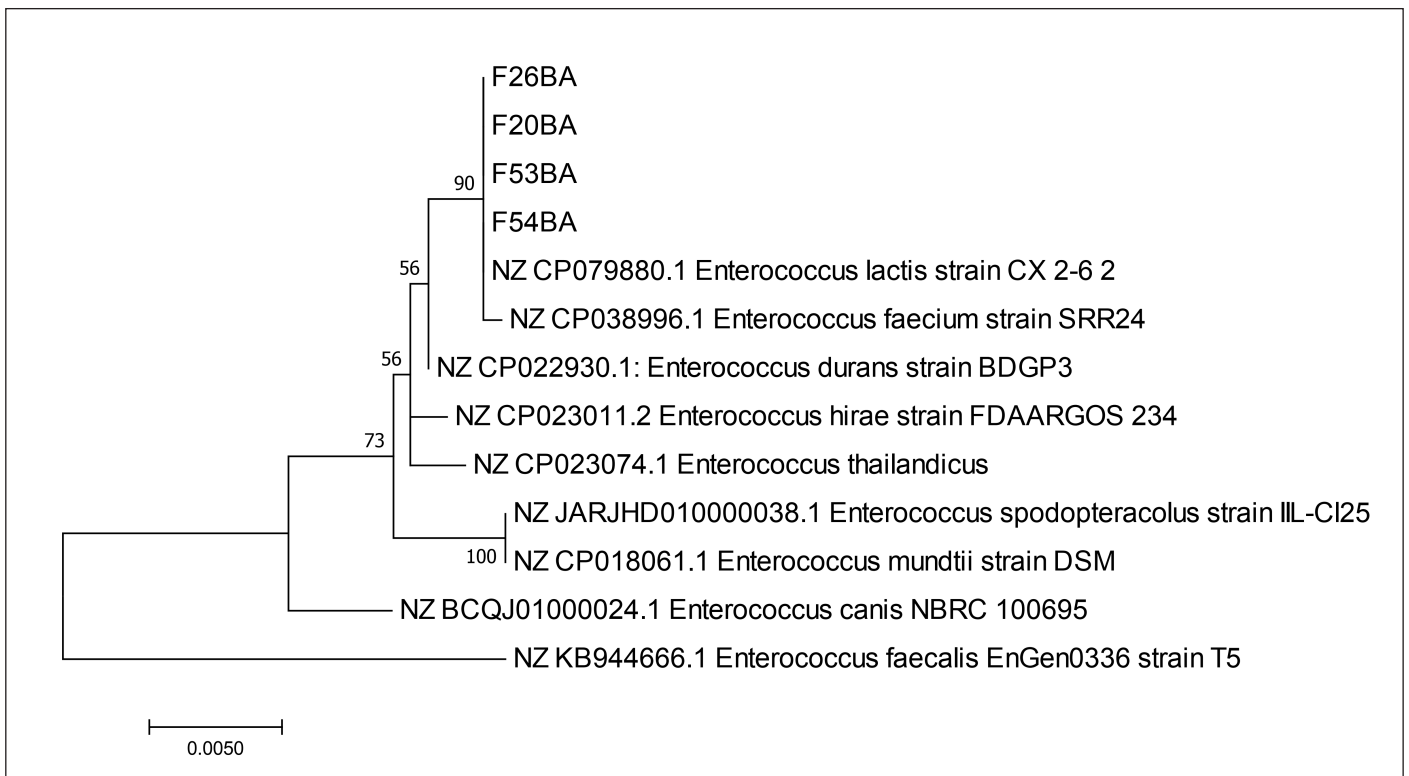 F26BA
F20BA
90
F53BA
F54BA
56
NZ CP079880.1 Enterococcus lactis strain CX 2-6 2
NZ CP038996.1 Enterococcus faecium strain SRR24
56
NZ CP022930.1: Enterococcus durans strain BDGP3
NZ CP023011.2 Enterococcus hirae strain FDAARGOS 234
73
NZ CP023074.1 Enterococcus thailandicus
NZ JARJHD010000038.1 Enterococcus spodopteracolus strain IIL-Cl25
100
NZ CP018061.1 Enterococcus mundtii strain DSM
NZ BCQJ01000024.1 Enterococcus canis NBRC 100695
NZ KB944666.1 Enterococcus faecalis EnGen0336 strain T5
0.0050